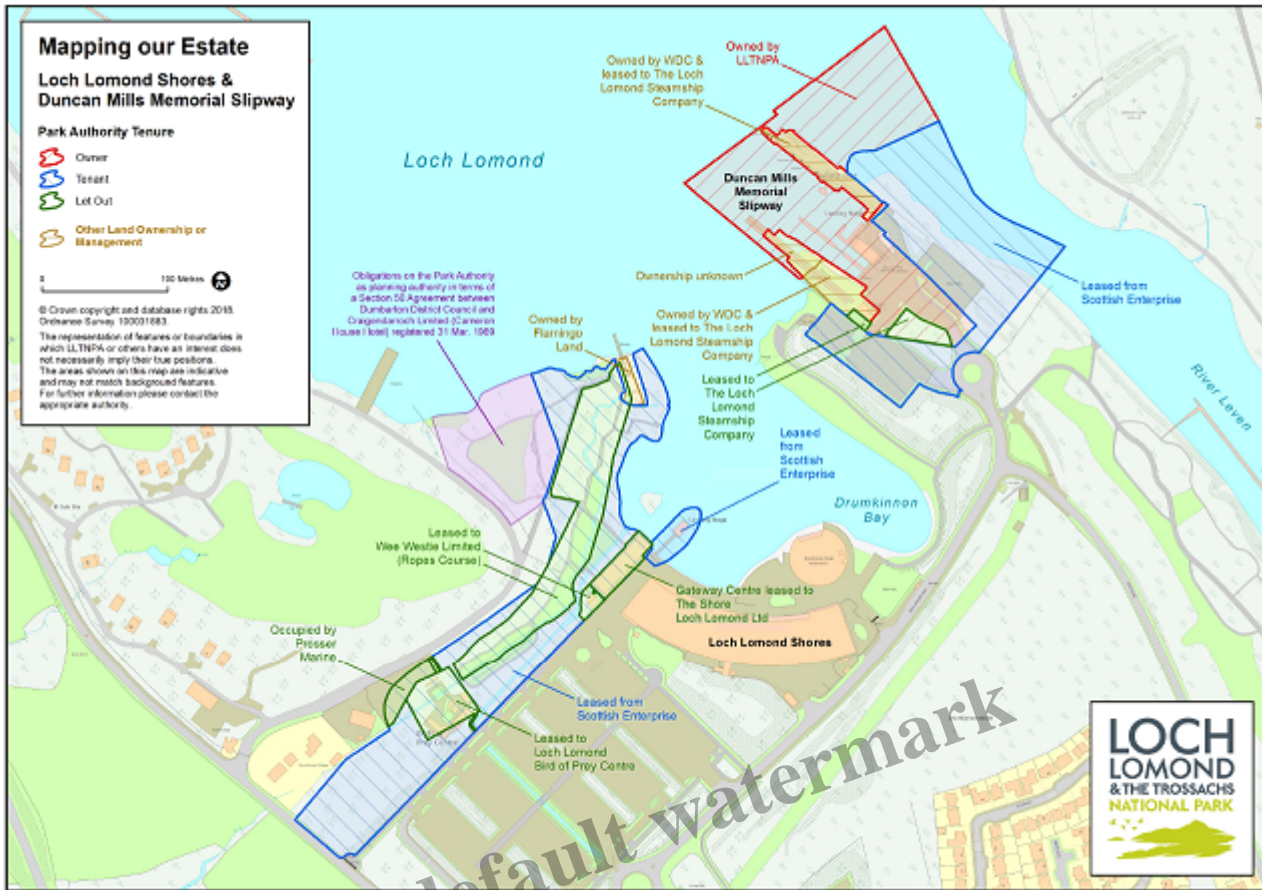 Mapping our Estate
Loch Lomond Shores &
Duncan Mills Memorial Slipway
Park Authority Tenure
Owner
Tenant
Let Out
Other Land Ownership or
Management
0 100 Metres
© Crown copyright and database rights 2018.
Ordnance Survey 100031883.
The representation of features or boundaries in
which LLTNPA or others have an interest does
not necessarily imply their true positions.
The areas shown on this map are indicative
and may not match background features.
For further information please contact the
appropriate authority.
Loch Lomond
Owned by
LLTNPA
Owned by WDC &
leased to The Loch
Lomond Steamship
Company
Duncan Mills
Memorial
Slipway
Ownership unknown
Owned by WDC &
leased to The Loch
Lomond Steamship
Company
Leased to
The Loch
Lomond
Steamship
Company
Leased from
Scottish Enterprise
River Leven
Obligations on the Park Authority
as planning authority in terms of
a Section 50 Agreement between
Dumbarton District Council and
Craigendarroch Limited (Cameron
House Hotel) registered 31 Mar. 1989
Owned by
Flamingo
Land
Leased
from
Scottish
Enterprise
Drumkinnon
Bay
Leased to
Wee Westie Limited
(Ropes Course)
Gateway Centre leased to
The Shore
Loch Lomond Ltd
Loch Lomond Shores
Occupied by
Prosser
Marine
Leased from
Scottish Enterprise
Leased to
Loch Lomond
Bird of Prey Centre
LOCH
LOMOND
& THE TROSSACHS
NATIONAL PARK
default watermark